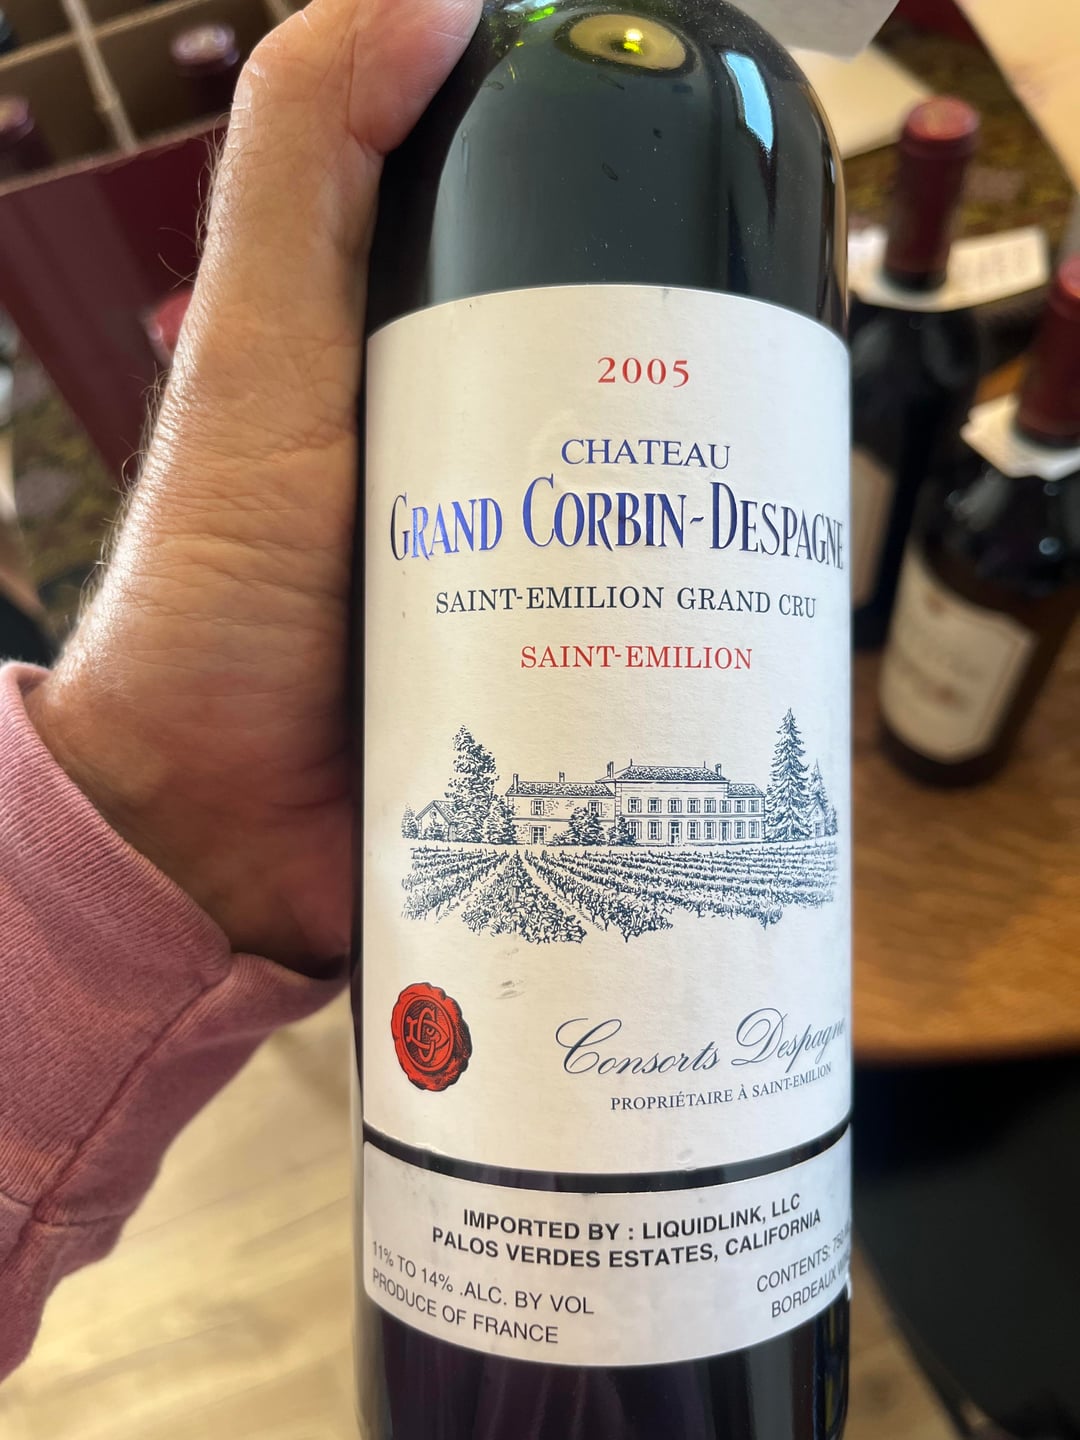 2005
CHATEAU
GRAND CORBIN-DESPAGNE
SAINT-EMILION GRAND CRU
SAINT-EMILION
Consorts Despagne
PROPRIÉTAIRE À SAINT-EMILION
IMPORTED BY : LIQUIDLINK, LLC
PALOS VERDES ESTATES, CALIFORNIA
11% TO 14% .ALC. BY VOL
PRODUCE OF FRANCE
CONTENTS:
BORDEAUX